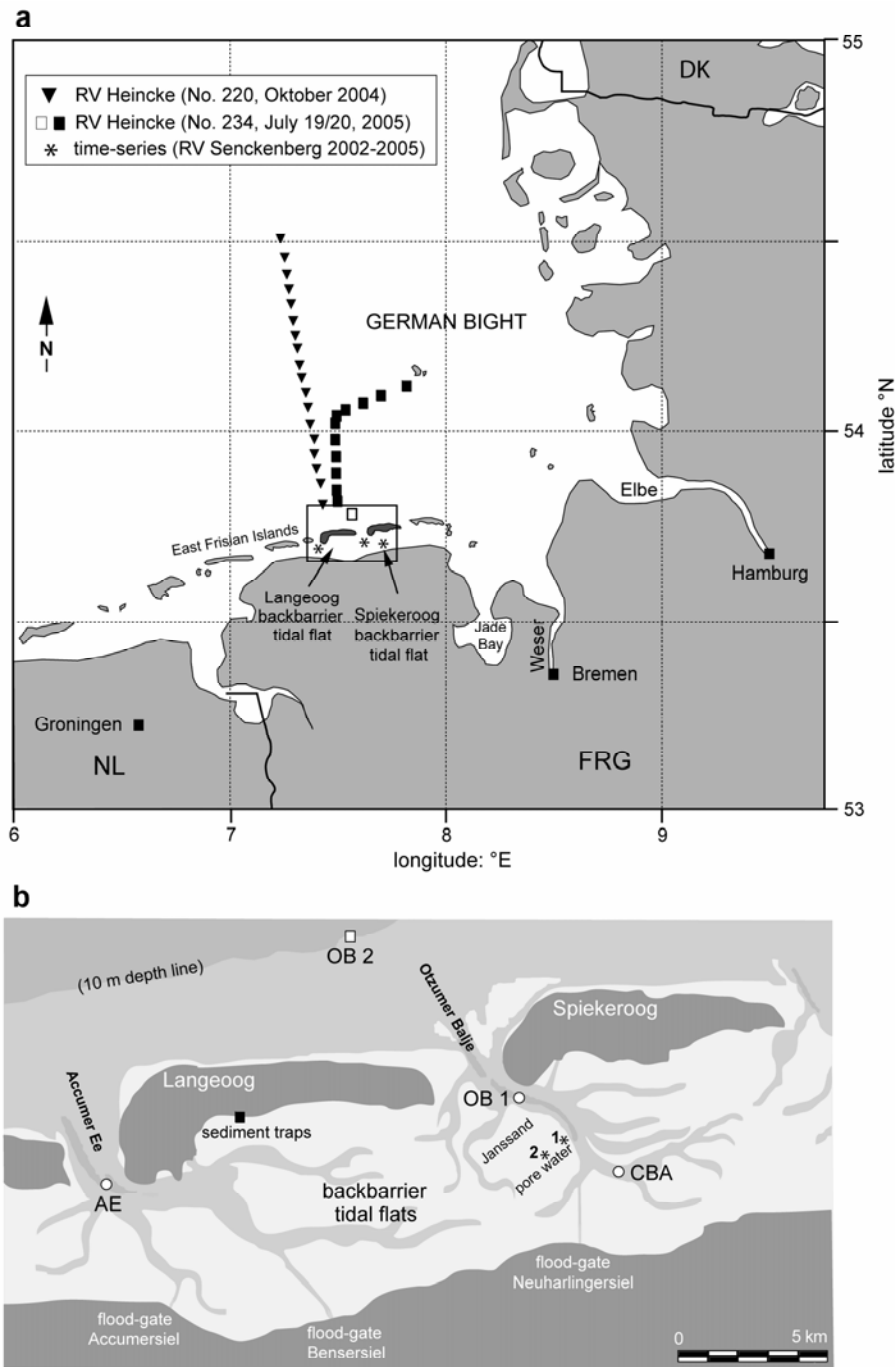 a
RV Heincke (No. 220, Oktober 2004)
RV Heincke (No. 234, July 19/20, 2005)
* time-series (RV Senckenberg 2002-2005)
55
DK
N
GERMAN BIGHT
54
latitude °N
Elbe
East Frisian Islands
* * *
Hamburg
Langeoog
backbarrier
tidal flat
Spiekeroog
backbarrier
tidal flat
Jade
Bay
Weser
Bremen
Groningen
NL
FRG
53
6 7 8 9
longitude: °E
b
OB 2
(10 m depth line)
Otzumer Balje
Spiekeroog
Accumer Ee
Langeoog
OB 1
sediment traps
Janssand
1*
2*
pore water
CBA
AE
backbarrier
tidal flats
flood-gate
Neuharlingersiel
flood-gate
Accumersiel
flood-gate
Bensersiel
0 5 km